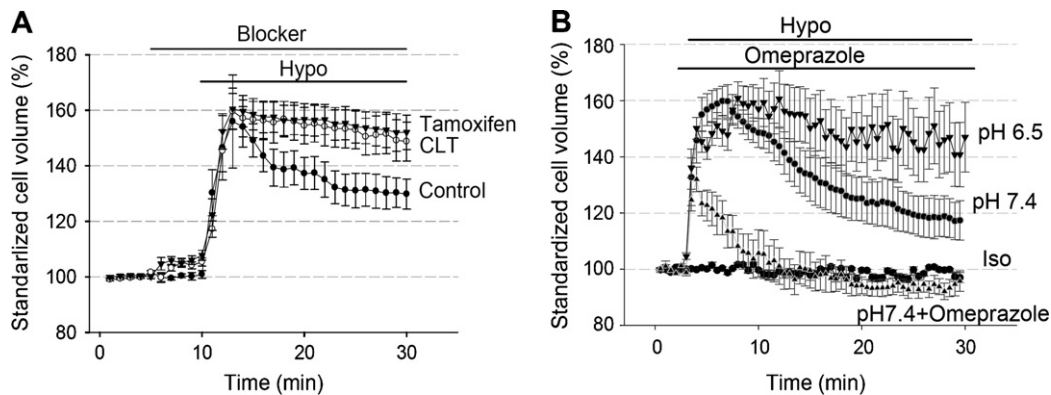 A
Blocker
Hypo
Standarlized cell volume (%)
180
160
140
120
100
80
Tamoxifen
CLT
Control
0
10
20
30
Time (min)
B
Hypo
Omeprazole
Standardized cell volume (%)
180
160
140
120
100
80
pH 6.5
pH 7.4
Iso
pH7.4+Omeprazole
0
10
20
30
Time (min)